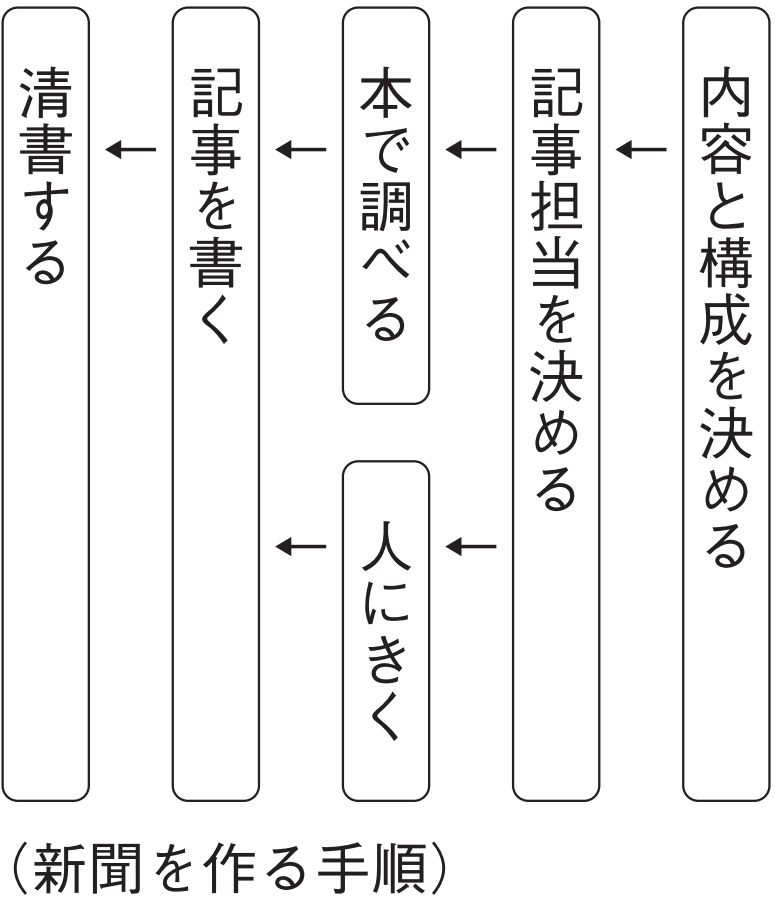 内容と構成を決める
記事担当を決める
本で調べる
人にきく
記事を書く
清書する
（新聞を作る手順）